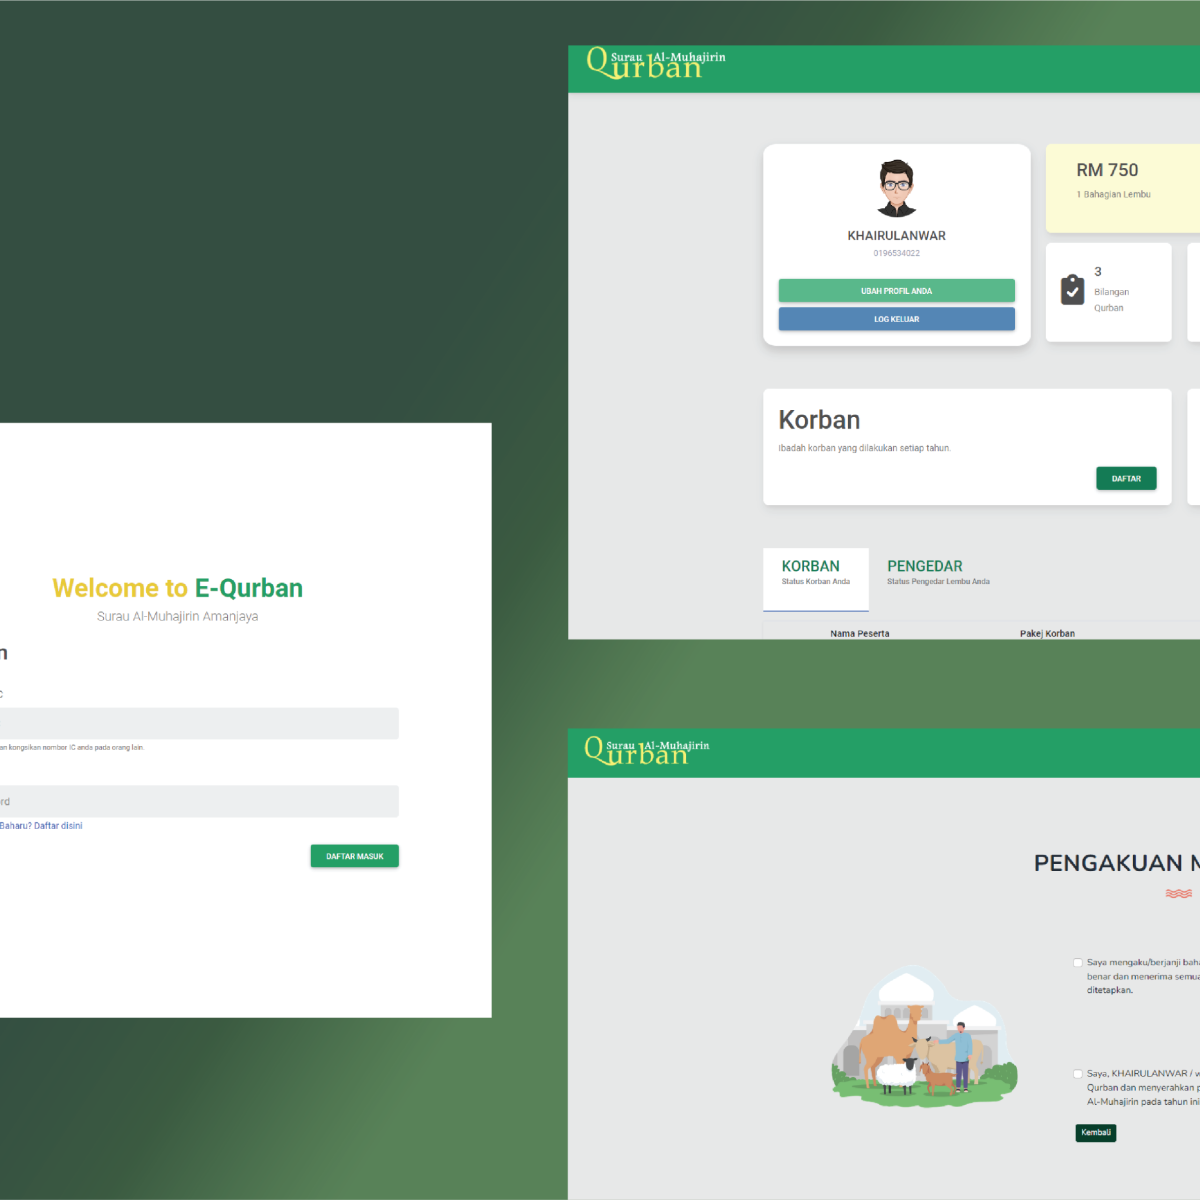 Surau Al-Muhajirin
Qurban
KHAIRULANWAR
0196534022
UBAH PROFIL ANDA
LOG KELUAR
RM 750
1 Bahagian Lembu
3
Bilangan
Qurban
Korban
Ibadah korban yang dilakukan setiap tahun.
DAFTAR
KORBAN
Status Korban Anda
PENGEDAR
Status Pengedar Lembu Anda
Nama Peserta
Pakej Korban
Welcome to E-Qurban
Surau Al-Muhajirin Amanjaya
n
C
an kongsikan nombor IC anda pada orang lain.
rd
Baharu? Daftar disini
DAFTAR MASUK
Surau Al-Muhajirin
Qurban
PENGAKUAN
Saya mengaku/berjanji bah
benar dan menerima semua
ditetapkan.
Saya, KHAIRULANWAR / w
Qurban dan menyerahkan p
Al-Muhajirin pada tahun ini
Kembali